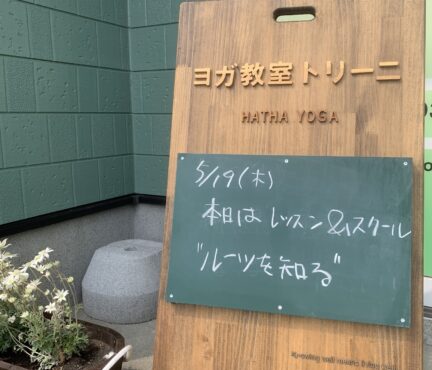 ヨガ教室トリーニ
HATHA YOGA
5/19(木)
本日は レッスン&スクール
"ルーツを知る"